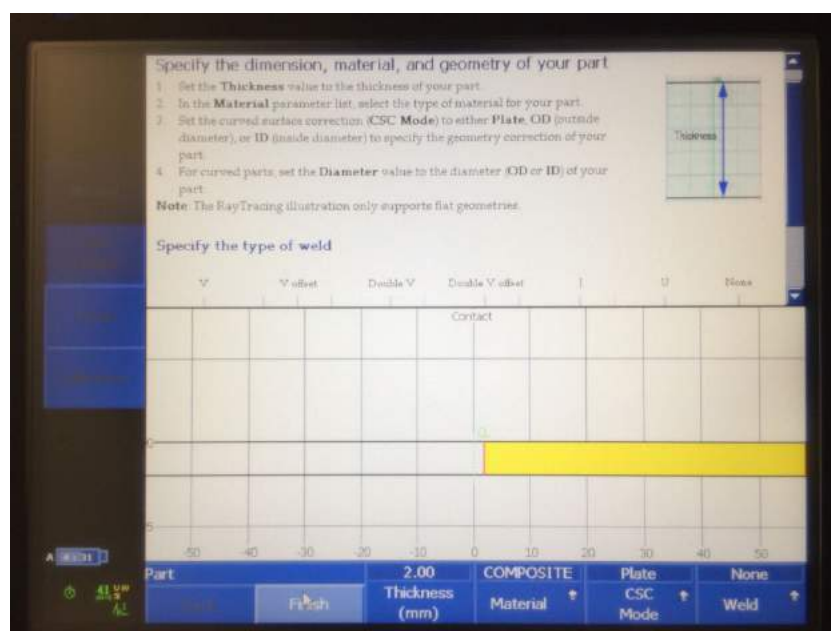 Specify the dimension, material, and geometry of your part
1. Set the Thickness value to the thickness of your part.
2. In the Material parameter list, select the type of material for your part.
3. Set the curved surface correction (CSC Mode) to either Plate, OD (outside
diameter), or ID (inside diameter) to specify the geometry correction of your
part.
4. For curved parts, set the Diameter value to the diameter (OD or ID) of your
part.
Note: The RayTracing illustration only supports flat geometries.
Thickness
Specify the type of weld
V V offset Double V Double V offset I U None
Contact
0
5
-50 -40 -30 -20 -10 0 10 20 30 40 50
A
Part 2.00 COMPOSITE Plate None
Finish Thickness (mm) Material CSC Mode Weld